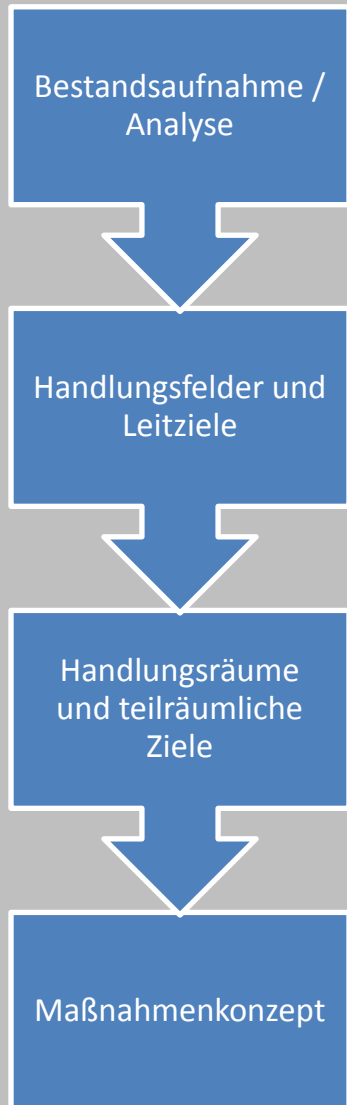 Bestandsaufnahme /
Analyse
Handlungsfelder und
Leitziele
Handlungsräume
und teilräumliche
Ziele
Maßnahmenkonzept